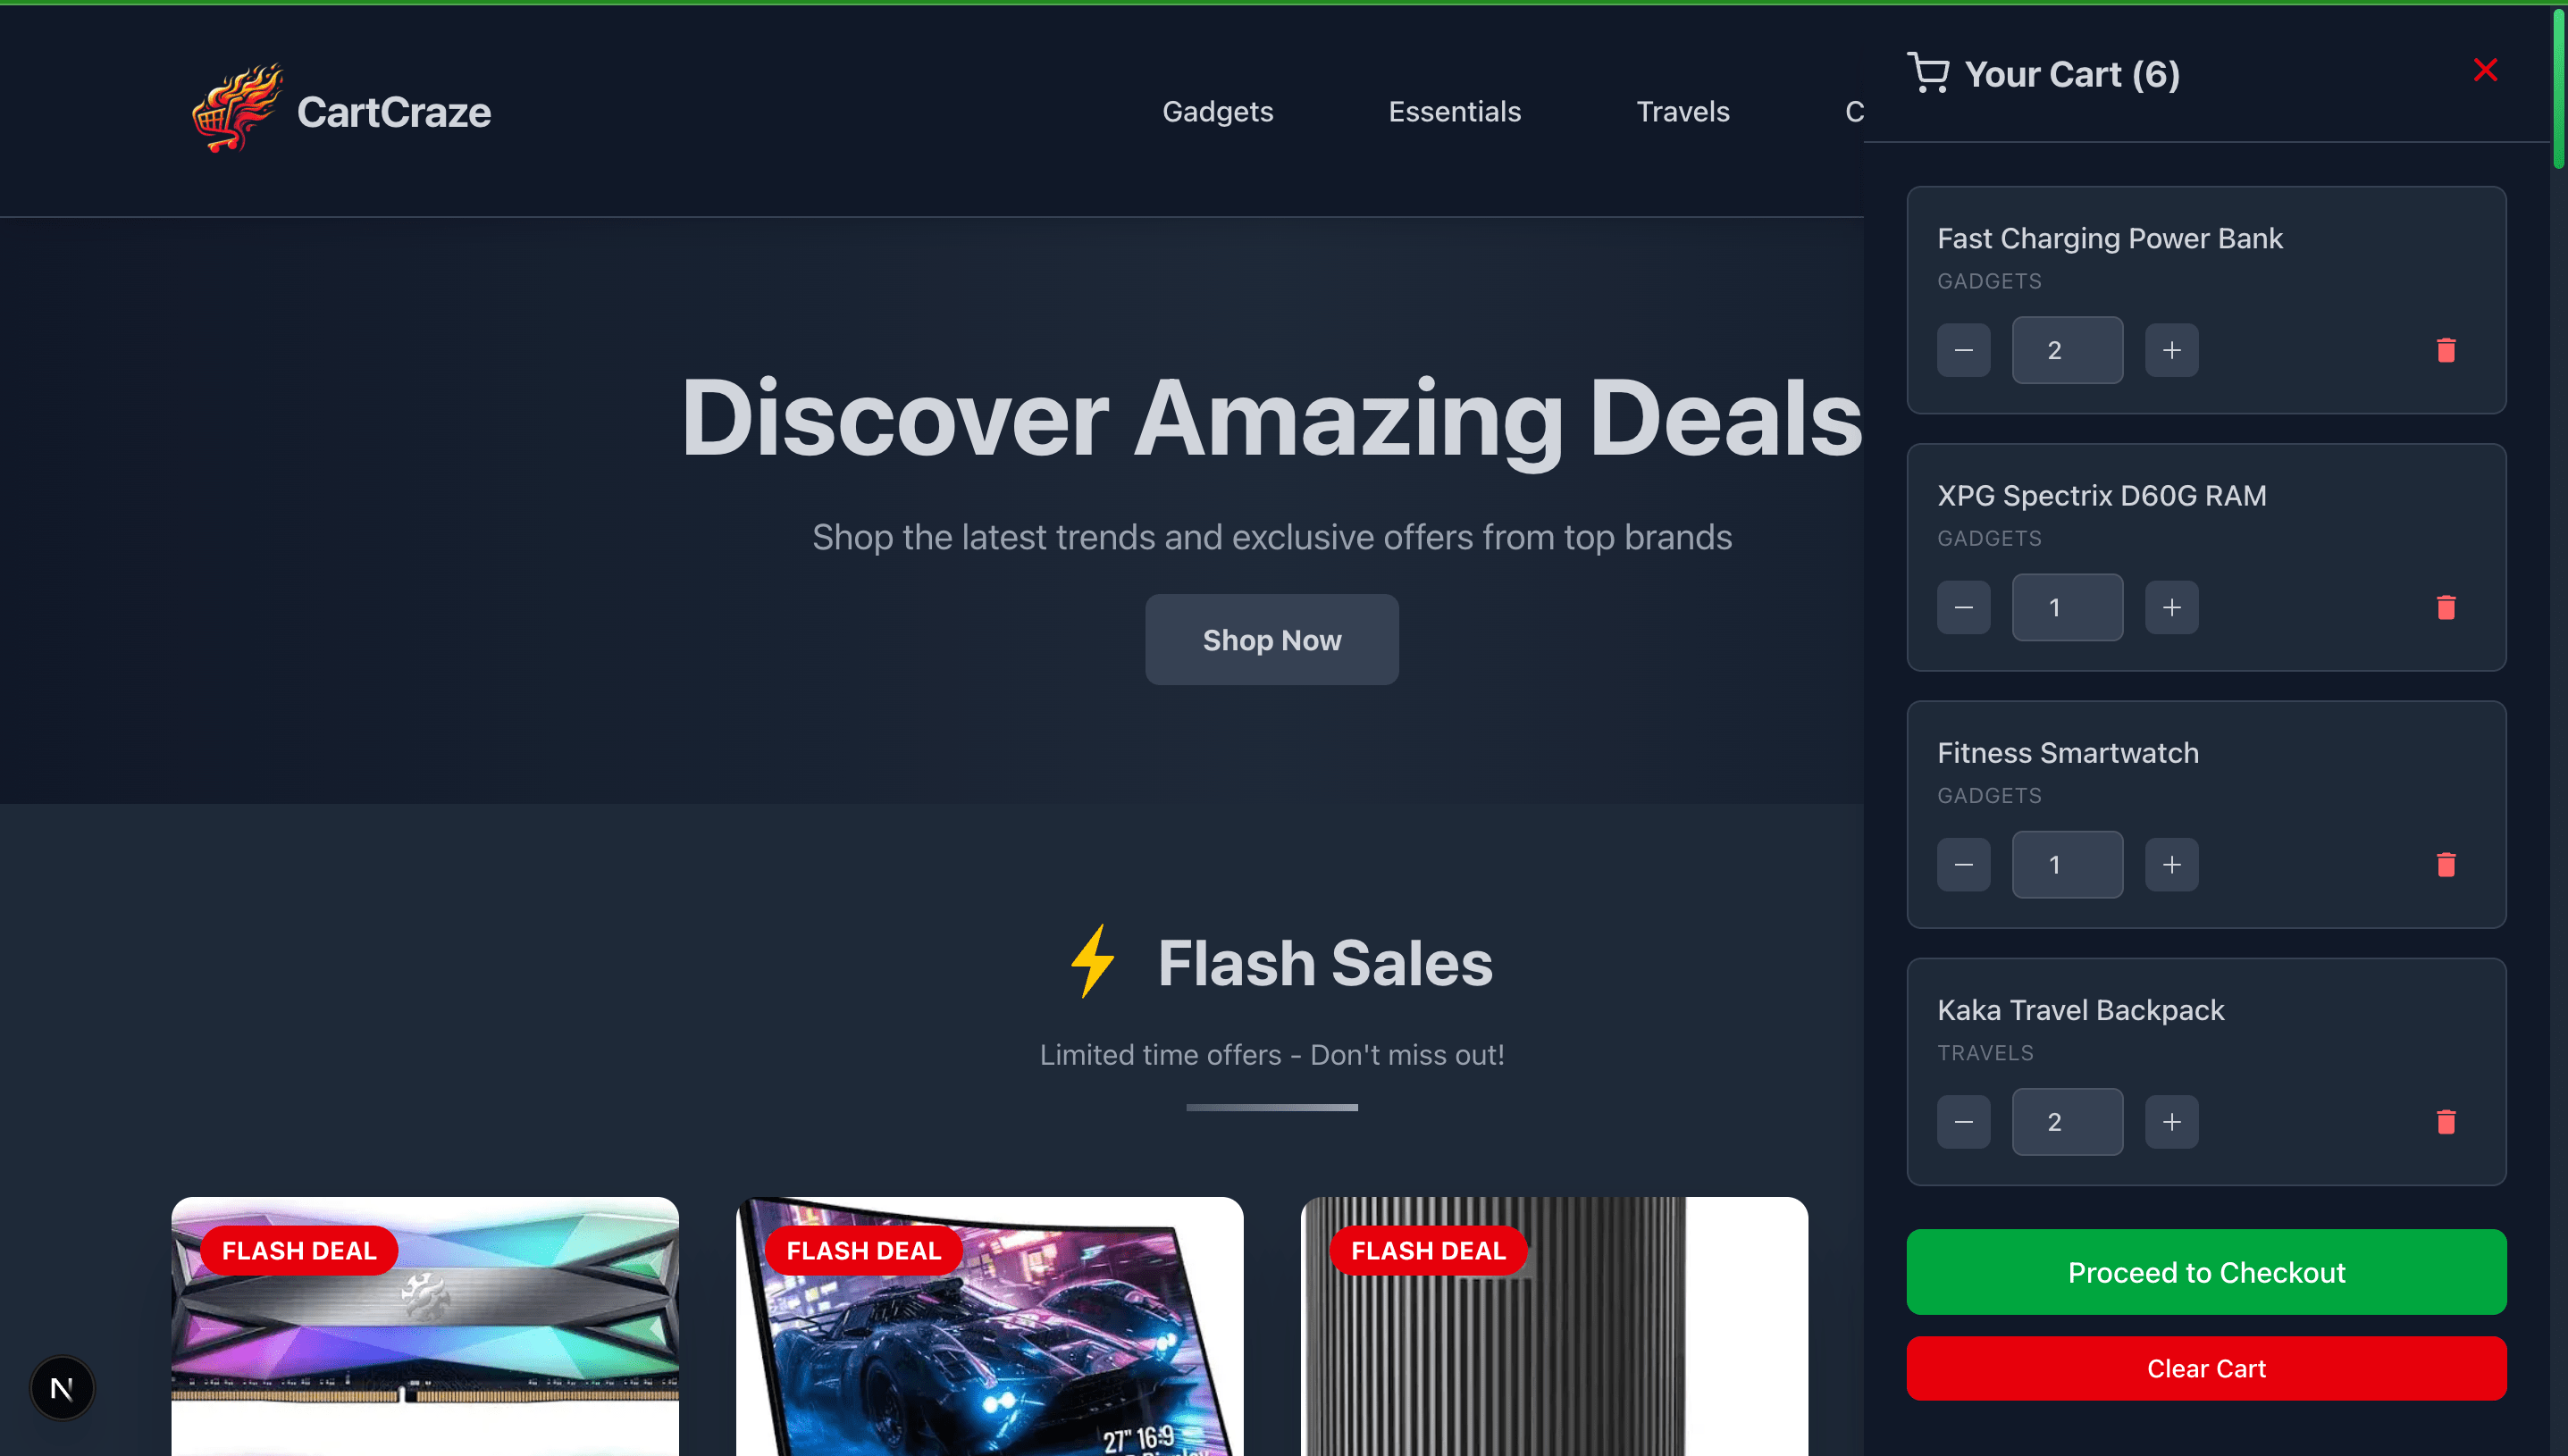 CartCraze
Gadgets
Essentials
Travels
C
Discover Amazing Deals
Shop the latest trends and exclusive offers from top brands
Shop Now
Flash Sales
Limited time offers - Don't miss out!
FLASH DEAL
FLASH DEAL
27" 16:9
FLASH DEAL
N
Your Cart (6)
Fast Charging Power Bank
GADGETS
2
XPG Spectrix D60G RAM
GADGETS
1
Fitness Smartwatch
GADGETS
1
Kaka Travel Backpack
TRAVELS
2
Proceed to Checkout
Clear Cart